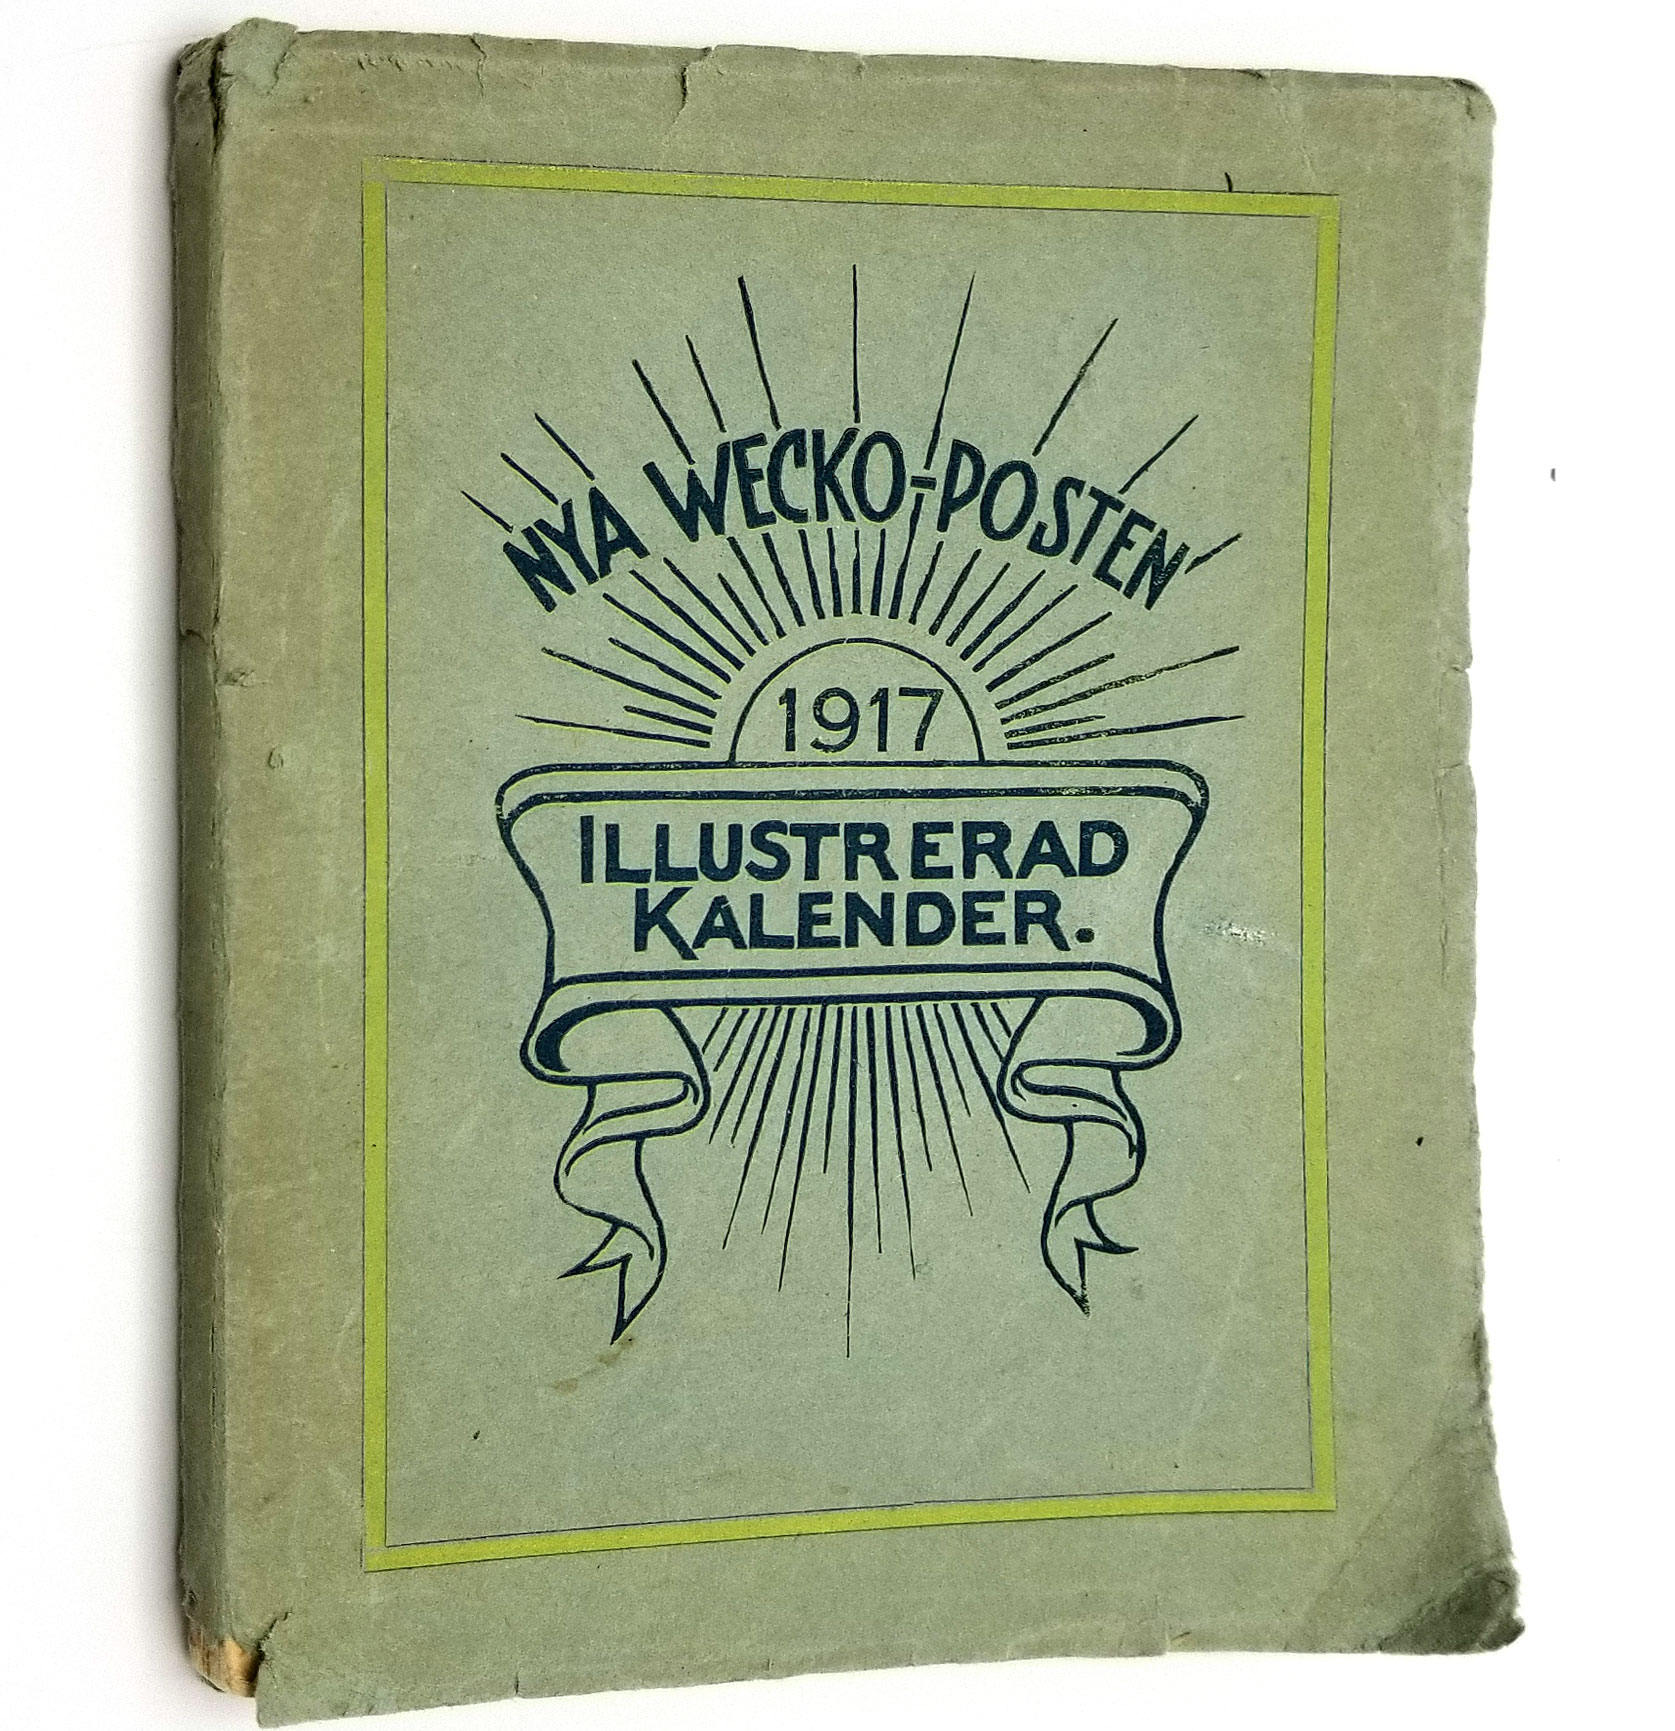 NYA WECKO-POSTEN
1917
ILLUSTRERAD
KALENDER.